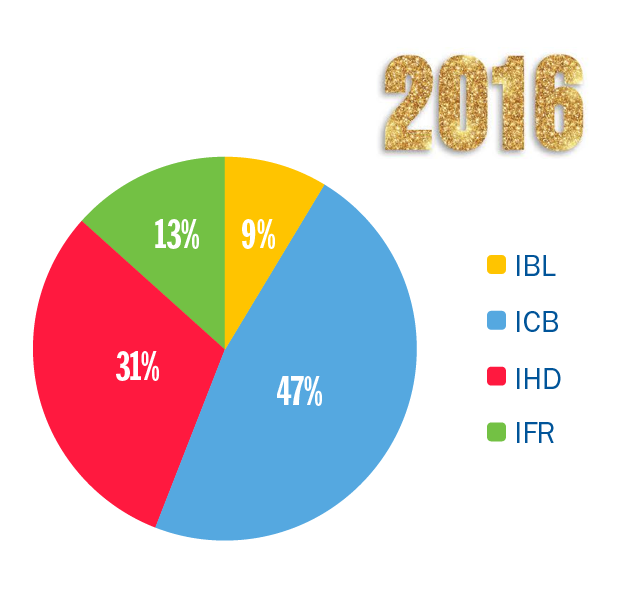 2016
13%
9%
31%
47%
IBL
ICB
IHD
IFR